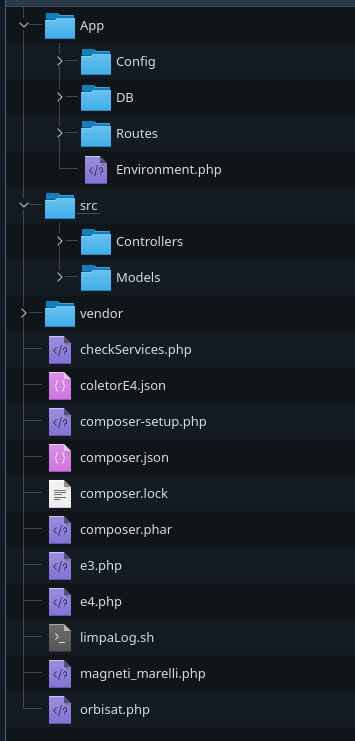 App
Config
DB
Routes
Environment.php
src
Controllers
Models
vendor
checkServices.php
coletorE4.json
composer-setup.php
composer.json
composer.lock
composer.phar
e3.php
e4.php
limpaLog.sh
magneti_marelli.php
orbisat.php